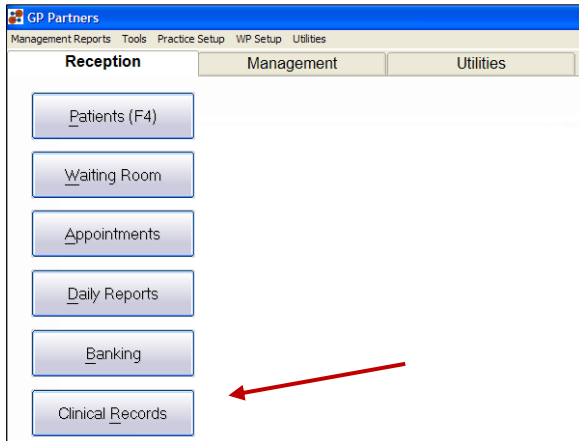 GP Partners
Management Reports Tools Practice Setup WP Setup Utilities
Reception Management Utilities
Patients (F4)
Waiting Room
Appointments
Daily Reports
Banking
Clinical Records